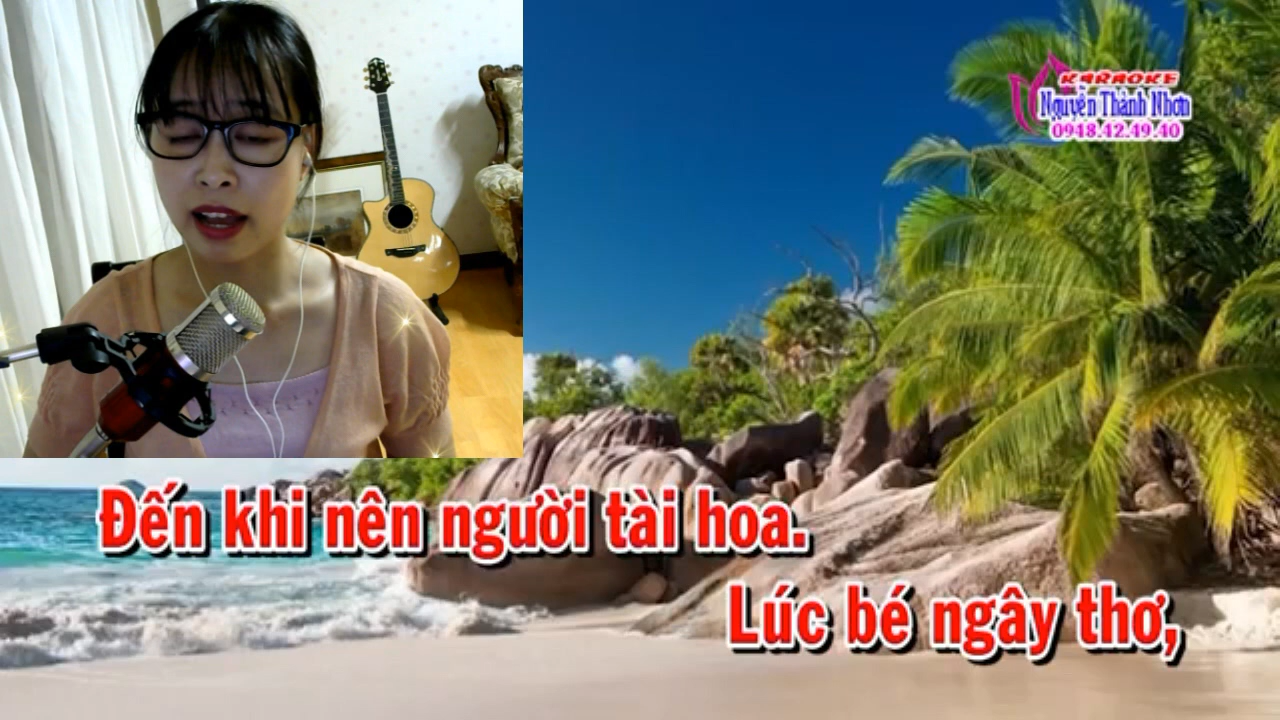 KARAOKE
Nguyễn Thành Nhơn
0948.42.49.40
Đến khi nên người tài hoa.
Lúc bé ngây thơ,